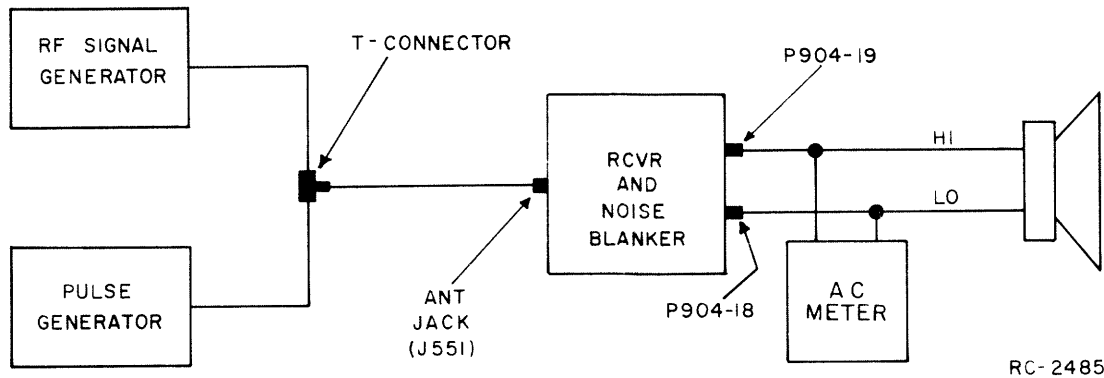 RF SIGNAL
GENERATOR
T-CONNECTOR
P904-19
RCVR
AND
NOISE
BLANKER
HI
LO
PULSE
GENERATOR
ANT
JACK
(J551)
P904-18
AC
METER
RC-2485